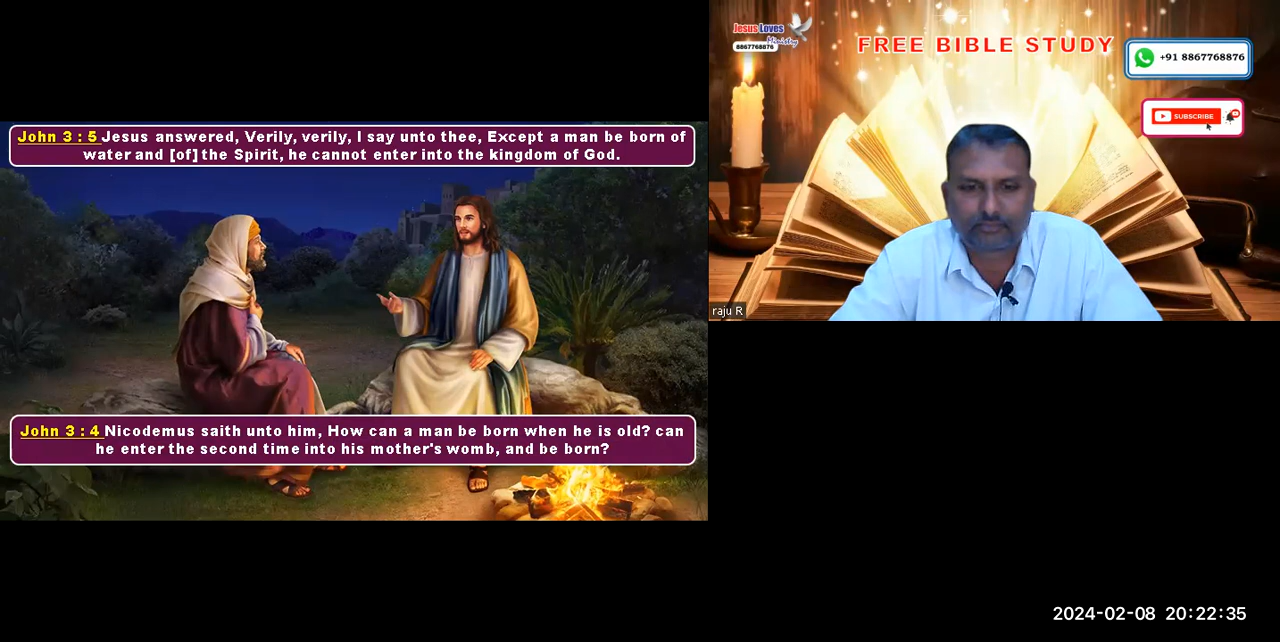 John 3 : 5 Jesus answered, Verily, verily, I say unto thee, Except a man be born of
water and [of] the Spirit, he cannot enter into the kingdom of God.
John 3 : 4 Nicodemus saith unto him, How can a man be born when he is old? can
he enter the second time into his mother's womb, and be born?
Jesus Loves
Ministry
8867768876
FREE BIBLE STUDY
+91 8867768876
SUBSCRIBE
raju R
2024-02-08 20:22:35